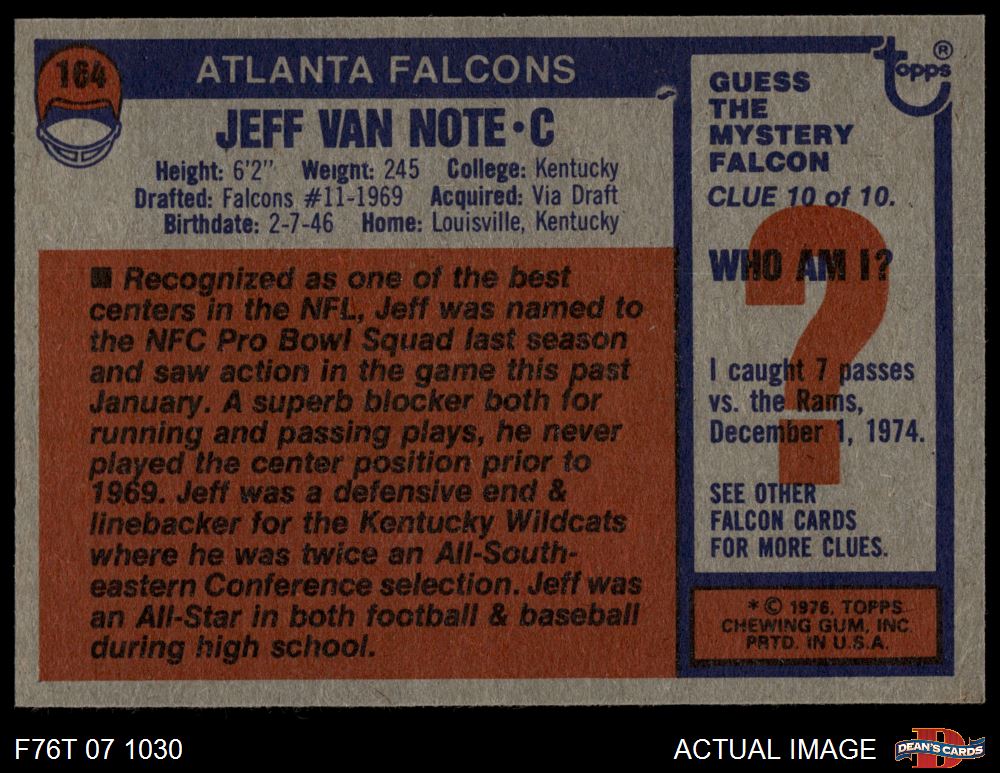 164
ATLANTA FALCONS
JEFF VAN NOTE • C
Height: 6'2" Weight: 245 College: Kentucky
Drafted: Falcons #11-1969 Acquired: Via Draft
Birthdate: 2-7-46 Home: Louisville, Kentucky
■ Recognized as one of the best
centers in the NFL, Jeff was named to
the NFC Pro Bowl Squad last season
and saw action in the game this past
January. A superb blocker both for
running and passing plays, he never
played the center position prior to
1969. Jeff was a defensive end &
linebacker for the Kentucky Wildcats
where he was twice an All-South-
eastern Conference selection. Jeff was
an All-Star in both football & baseball
during high school.
topps ®
GUESS
THE
MYSTERY
FALCON
CLUE 10 of 10.
?
WHO AM I?
I caught 7 passes
vs. the Rams,
December 1, 1974.
SEE OTHER
FALCON CARDS
FOR MORE CLUES.
* © 1976, TOPPS
CHEWING GUM, INC.
PRTD. IN U.S.A.
F76T 07 1030
ACTUAL IMAGE
D
DEAN'S CARDS